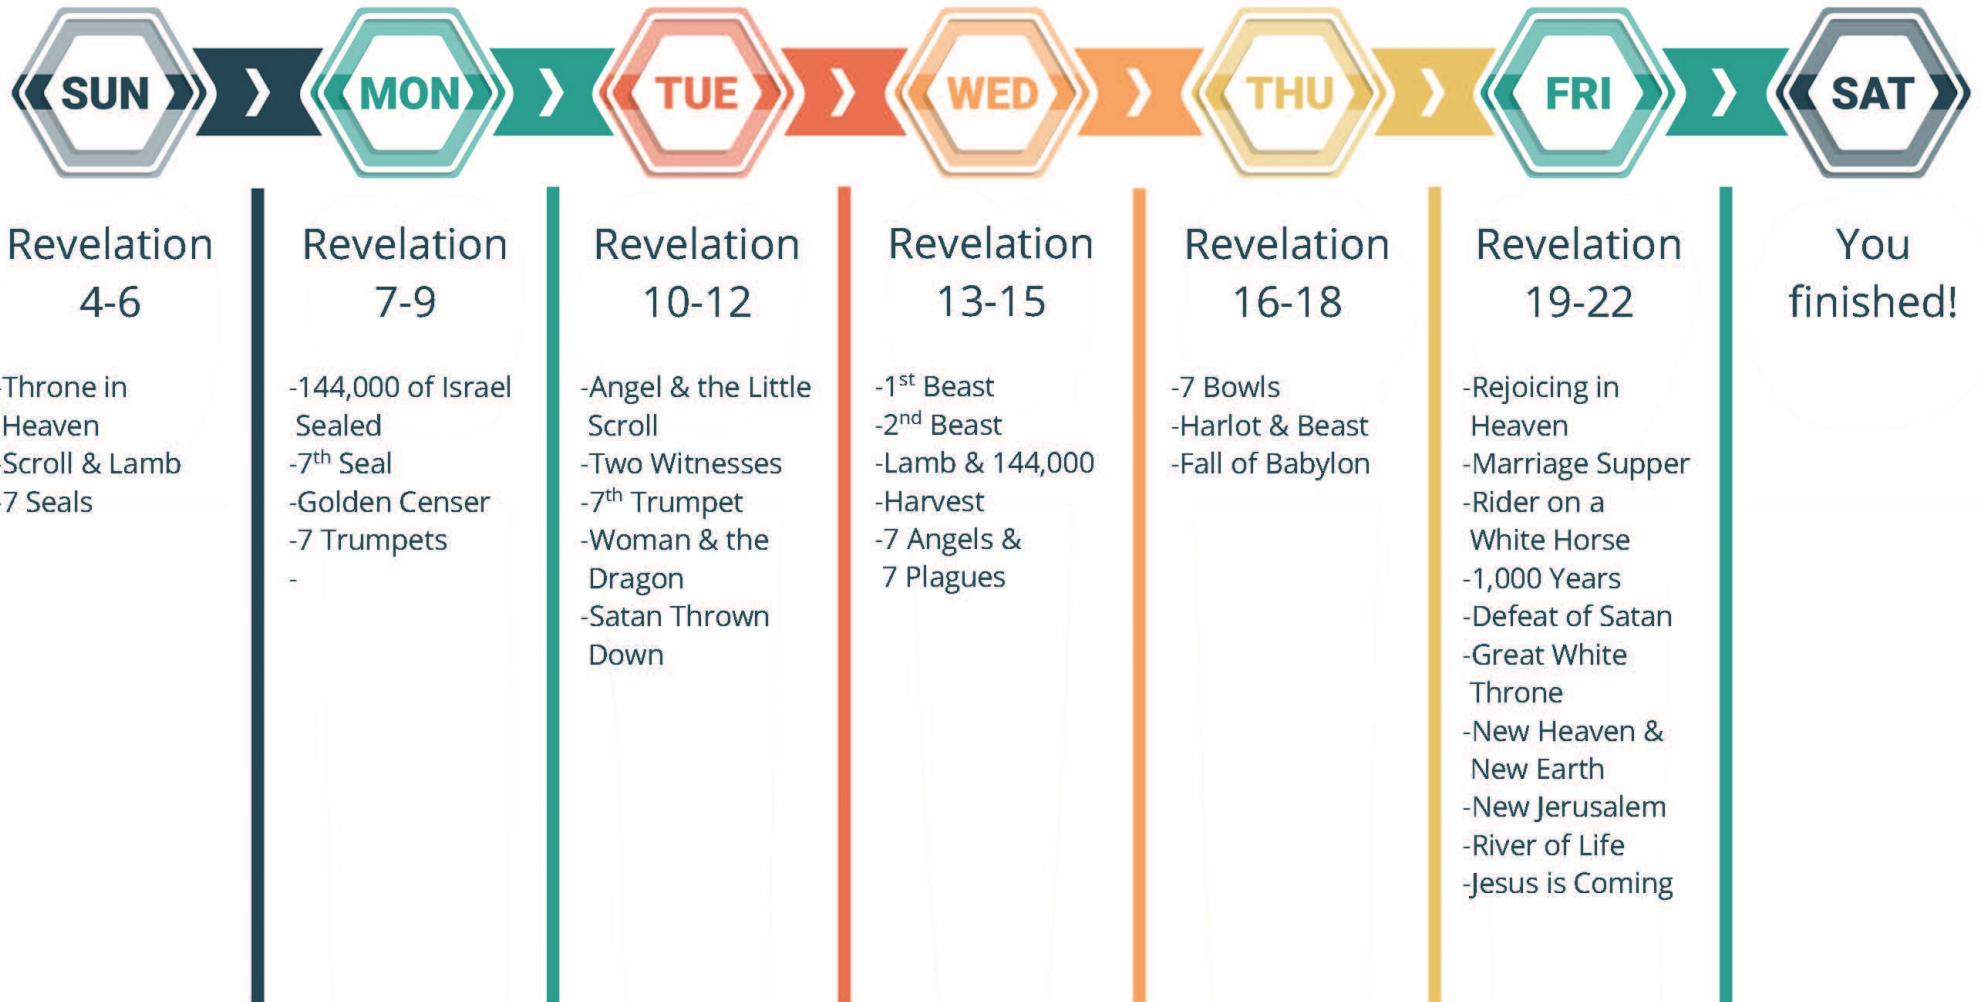 SUN
MON
TUE
WED
THU
FRI
SAT
Revelation
4-6
-Throne in
Heaven
-Scroll & Lamb
-7 Seals
Revelation
7-9
-144,000 of Israel
Sealed
-7th Seal
-Golden Censer
-7 Trumpets
-
Revelation
10-12
-Angel & the Little
Scroll
-Two Witnesses
-7th Trumpet
-Woman & the
Dragon
-Satan Thrown
Down
Revelation
13-15
-1st Beast
-2nd Beast
-Lamb & 144,000
-Harvest
-7 Angels &
7 Plagues
Revelation
16-18
-7 Bowls
-Harlot & Beast
-Fall of Babylon
Revelation
19-22
-Rejoicing in
Heaven
-Marriage Supper
-Rider on a
White Horse
-1,000 Years
-Defeat of Satan
-Great White
Throne
-New Heaven &
New Earth
-New Jerusalem
-River of Life
-Jesus is Coming
You
finished!